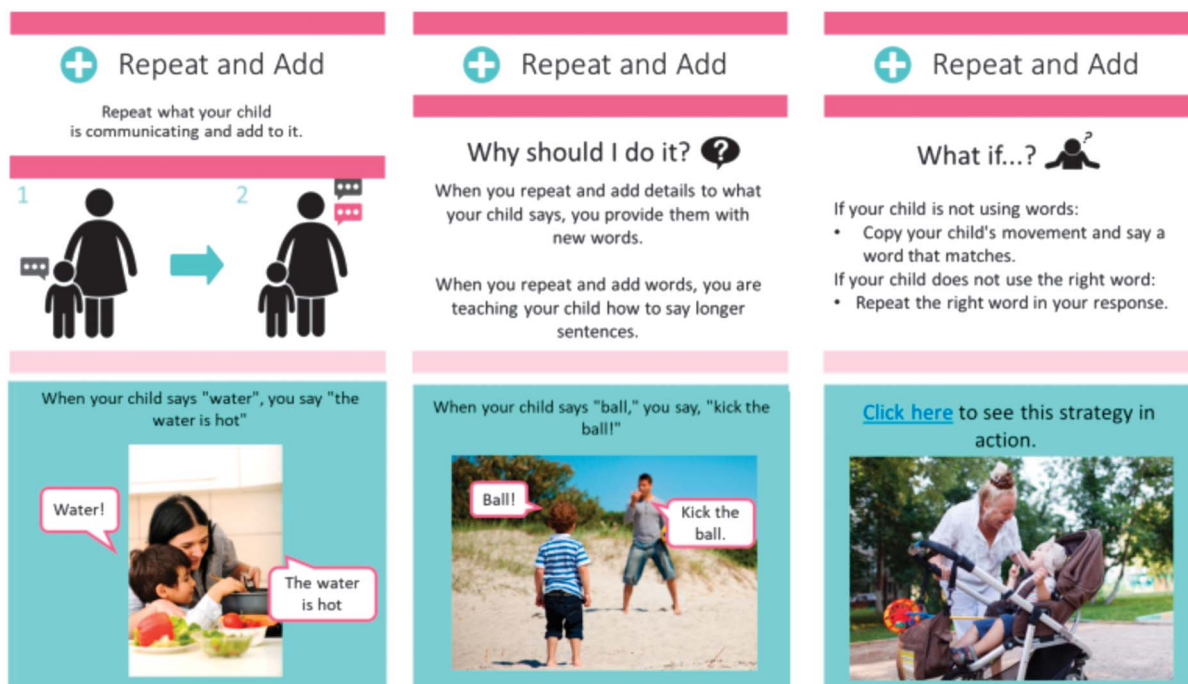 Repeat and Add
Repeat what your child
is communicating and add to it.
1
2
When your child says "water", you say "the
water is hot"
Water!
The water
is hot
Repeat and Add
Why should I do it?
?
When you repeat and add details to what
your child says, you provide them with
new words.
When you repeat and add words, you are
teaching your child how to say longer
sentences.
When your child says "ball," you say, "kick the
ball!"
Ball!
Kick the
ball.
Repeat and Add
What if...?
?
If your child is not using words:
• Copy your child's movement and say a
word that matches.
If your child does not use the right word:
• Repeat the right word in your response.
Click here to see this strategy in
action.